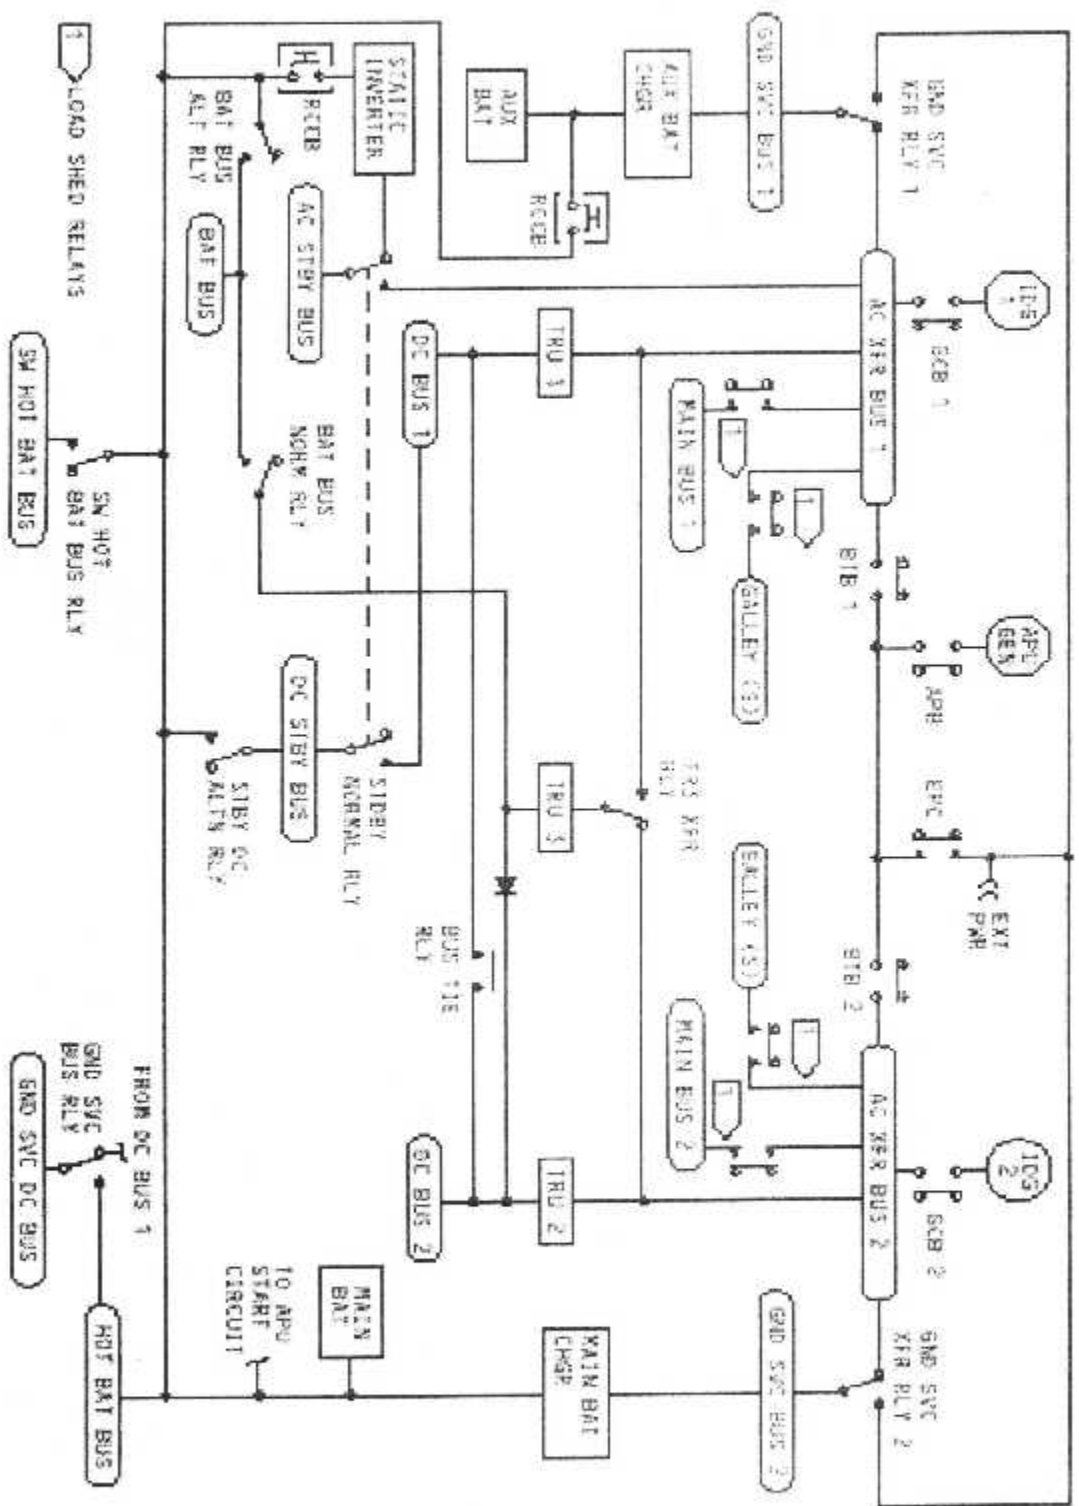 IDG
1
GCB 1
APU
GEN
APB
EPC
EXT
PWR
IDG
2
GCB 2
GND SVC
XFR RLY 1
AC XFR BUS 1
BTB 1
BTB 2
AC XFR BUS 2
GND SVC
XFR RLY 2
GND SVC BUS 1
1
MAIN BUS 1
1
GALLEY (S)
GALLEY (S)
1
MAIN BUS 2
1
GND SVC BUS 2
AUX BAT
CHGR
AUX
BAT
RCCB
TRU 1
TR3 XFR
RLY
TRU 3
TRU 2
MAIN BAT
CHGR
DC BUS 1
BUS TIE
RLY
DC BUS 2
STATIC
INVERTER
RCCB
AC STBY BUS
BAT BUS
NORM RLY
STDBY
NORMAL RLY
DC STBY BUS
MAIN
BAT
TO APU
START
CIRCUIT
BAT BUS
ALT RLY
BAT BUS
STBY DC
ALTN RLY
1 LOAD SHED RELAYS
SW HOT
BAT BUS RLY
SW HOT BAT BUS
FROM DC BUS 1
GND SVC
BUS RLY
GND SVC DC BUS
HOT BAT BUS